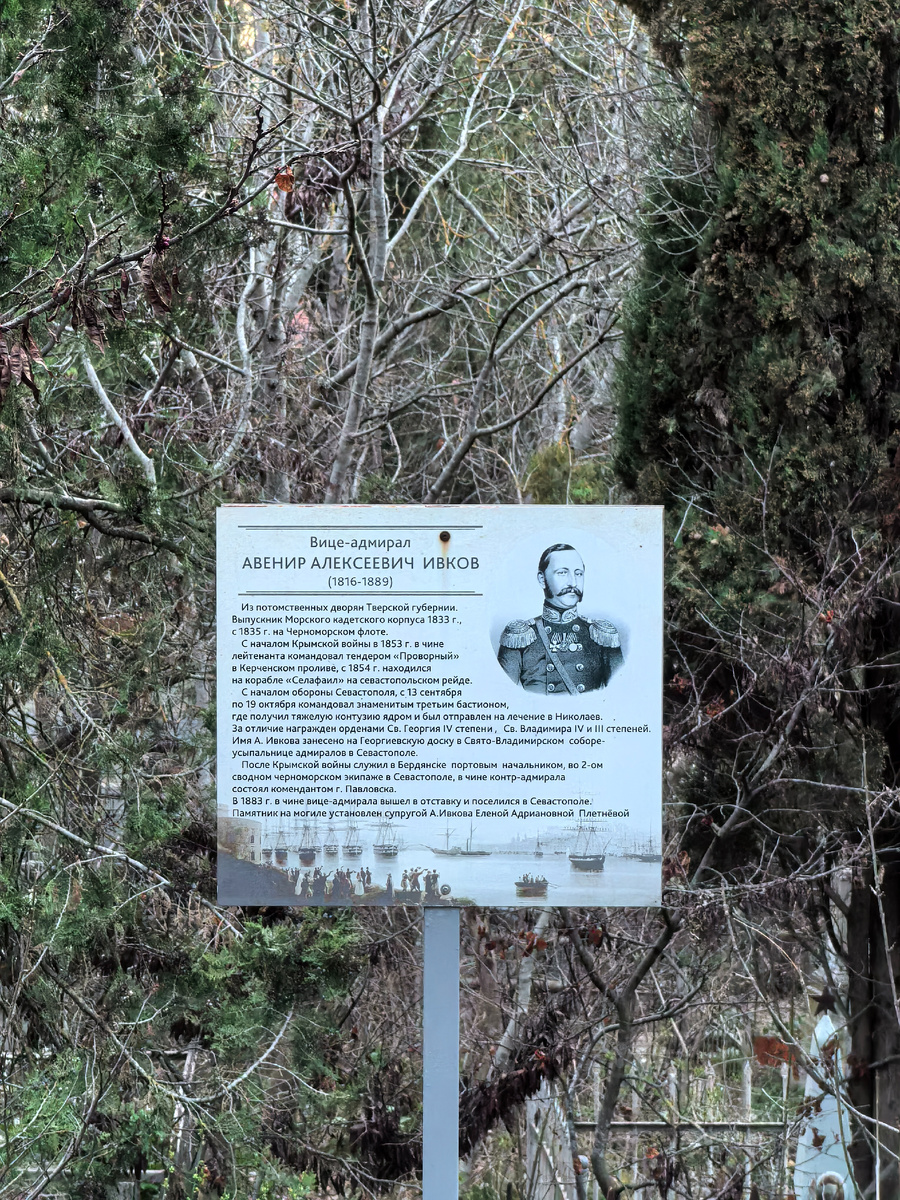 Вице-адмирал
АВЕНИР АЛЕКСЕЕВИЧ ИВКОВ
(1816-1889)
Из потомственных дворян Тверской губернии.
Выпускник Морского кадетского корпуса 1833 г.,
с 1835 г. на Черноморском флоте.
С началом Крымской войны в 1853 г. в чине
лейтенанта командовал тендером «Проворный»
в Керченском проливе, с 1854 г. находился
на корабле «Селафаил» на севастопольском рейде.
С началом обороны Севастополя, с 13 сентября
по 19 октября командовал знаменитым третьим бастионом,
где получил тяжелую контузию ядром и был отправлен на лечение в Николаев.
За отличие награжден орденами Св. Георгия IV степени , Св. Владимира IV и III степеней.
Имя А. Ивкова занесено на Георгиевскую доску в Свято-Владимирском соборе-
усыпальнице адмиралов в Севастополе.
После Крымской войны служил в Бердянске портовым начальником, во 2-ом
сводном черноморском экипаже в Севастополе, в чине контр-адмирала
состоял комендантом г. Павловска.
В 1883 г. в чине вице-адмирала вышел в отставку и поселился в Севастополе.
Памятник на могиле установлен супругой А.Ивкова Еленой Адриановной Плетнёвой